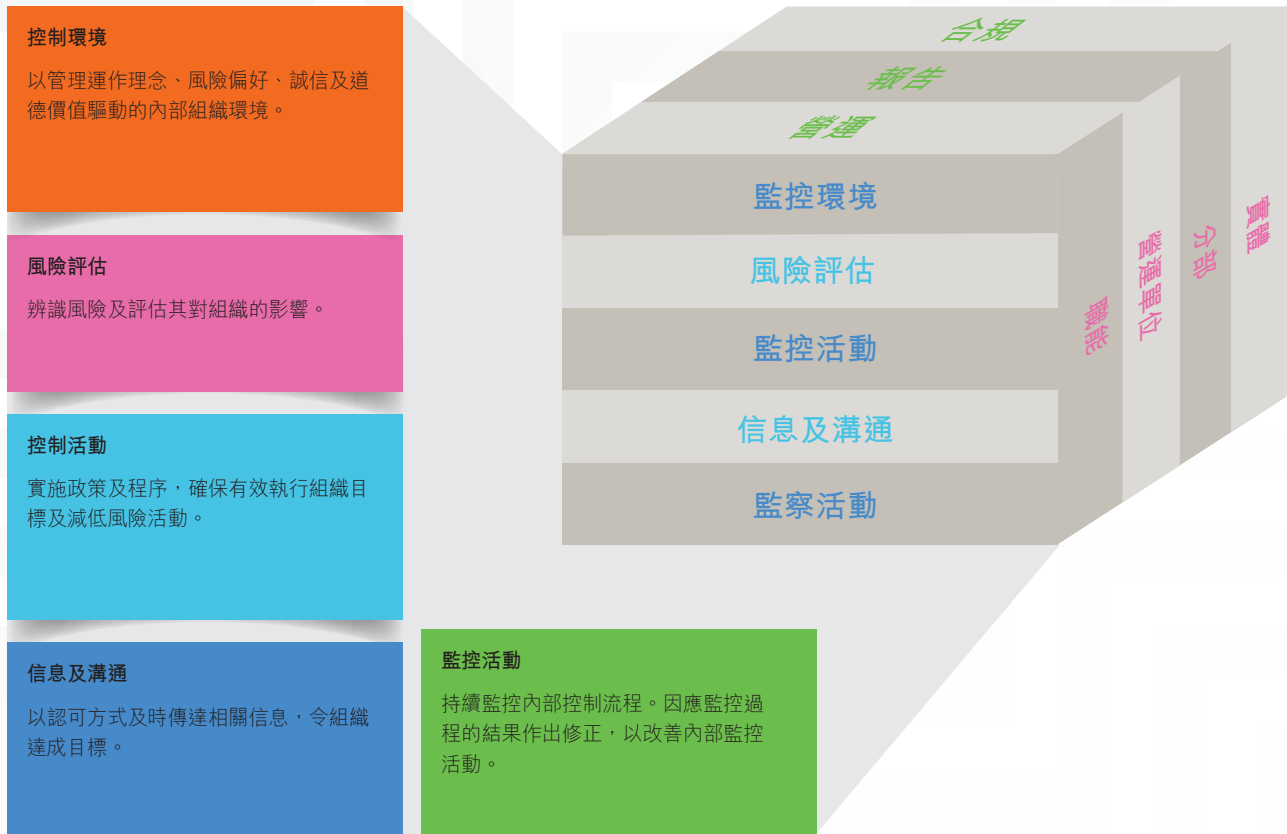 控制環境
以管理運作理念、風險偏好、誠信及道
德價值驅動的內部組織環境。
風險評估
辨識風險及評估其對組織的影響。
控制活動
實施政策及程序，確保有效執行組織目
標及減低風險活動。
信息及溝通
以認可方式及時傳達相關信息，令組織
達成目標。
監控活動
持續監控內部控制流程。因應監控過
程的結果作出修正，以改善內部監控
活動。
合規
報告
營運
監控環境
風險評估
監控活動
信息及溝通
監察活動
職能
營運單位
分部
實體